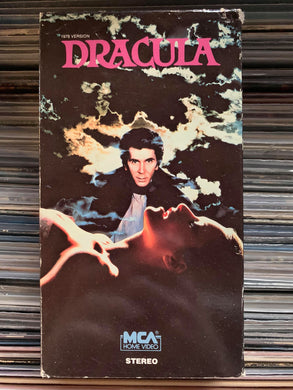 1979 VERSION
DRACULA
MCA
HOME VIDEO
STEREO